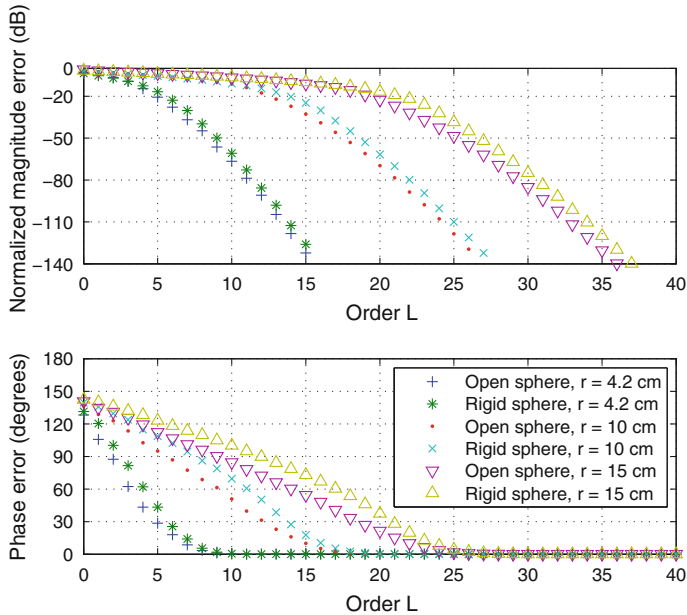 Normalized magnitude error (dB)
0
−20
−50
−80
−110
−140
0 5 10 15 20 25 30 35 40
Order L
Phase error (degrees)
180
150
120
90
60
30
0
Open sphere, r = 4.2 cm
Rigid sphere, r = 4.2 cm
Open sphere, r = 10 cm
Rigid sphere, r = 10 cm
Open sphere, r = 15 cm
Rigid sphere, r = 15 cm
0 5 10 15 20 25 30 35 40
Order L